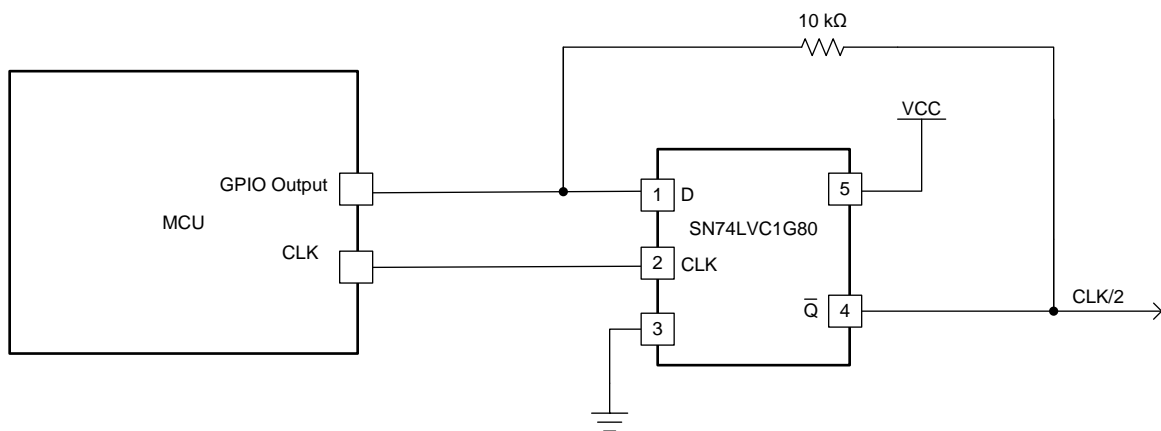 10 kΩ
VCC
GPIO Output
1
D
5
MCU
SN74LVC1G80
CLK
2
CLK
CLK/2
3
Q̅
4